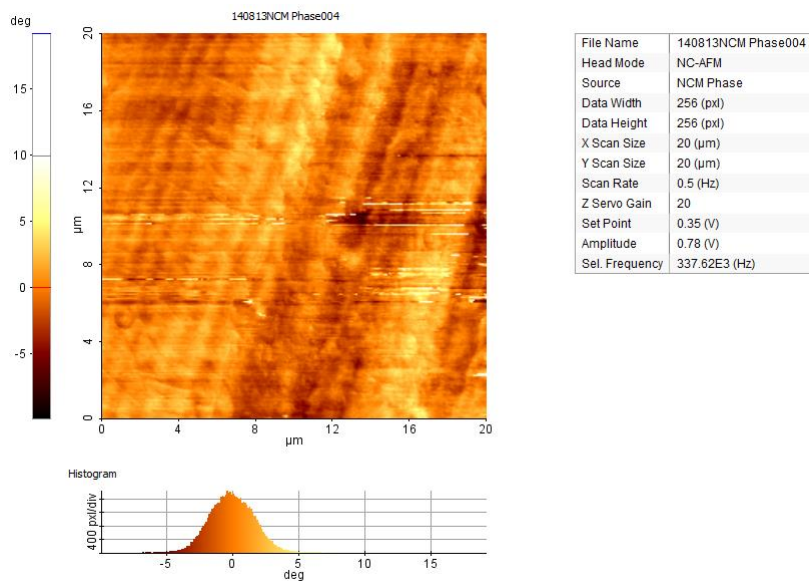 140813NCM Phase004
deg
15
10
5
0
-5
20
16
12
8
4
0
µm
0 4 8 12 16 20
µm
File Name 140813NCM Phase004
Head Mode NC-AFM
Source NCM Phase
Data Width 256 (pxl)
Data Height 256 (pxl)
X Scan Size 20 (µm)
Y Scan Size 20 (µm)
Scan Rate 0.5 (Hz)
Z Servo Gain 20
Set Point 0.35 (V)
Amplitude 0.78 (V)
Sel. Frequency 337.62E3 (Hz)
Histogram
400 pxl/div
-5 0 5 10 15
deg